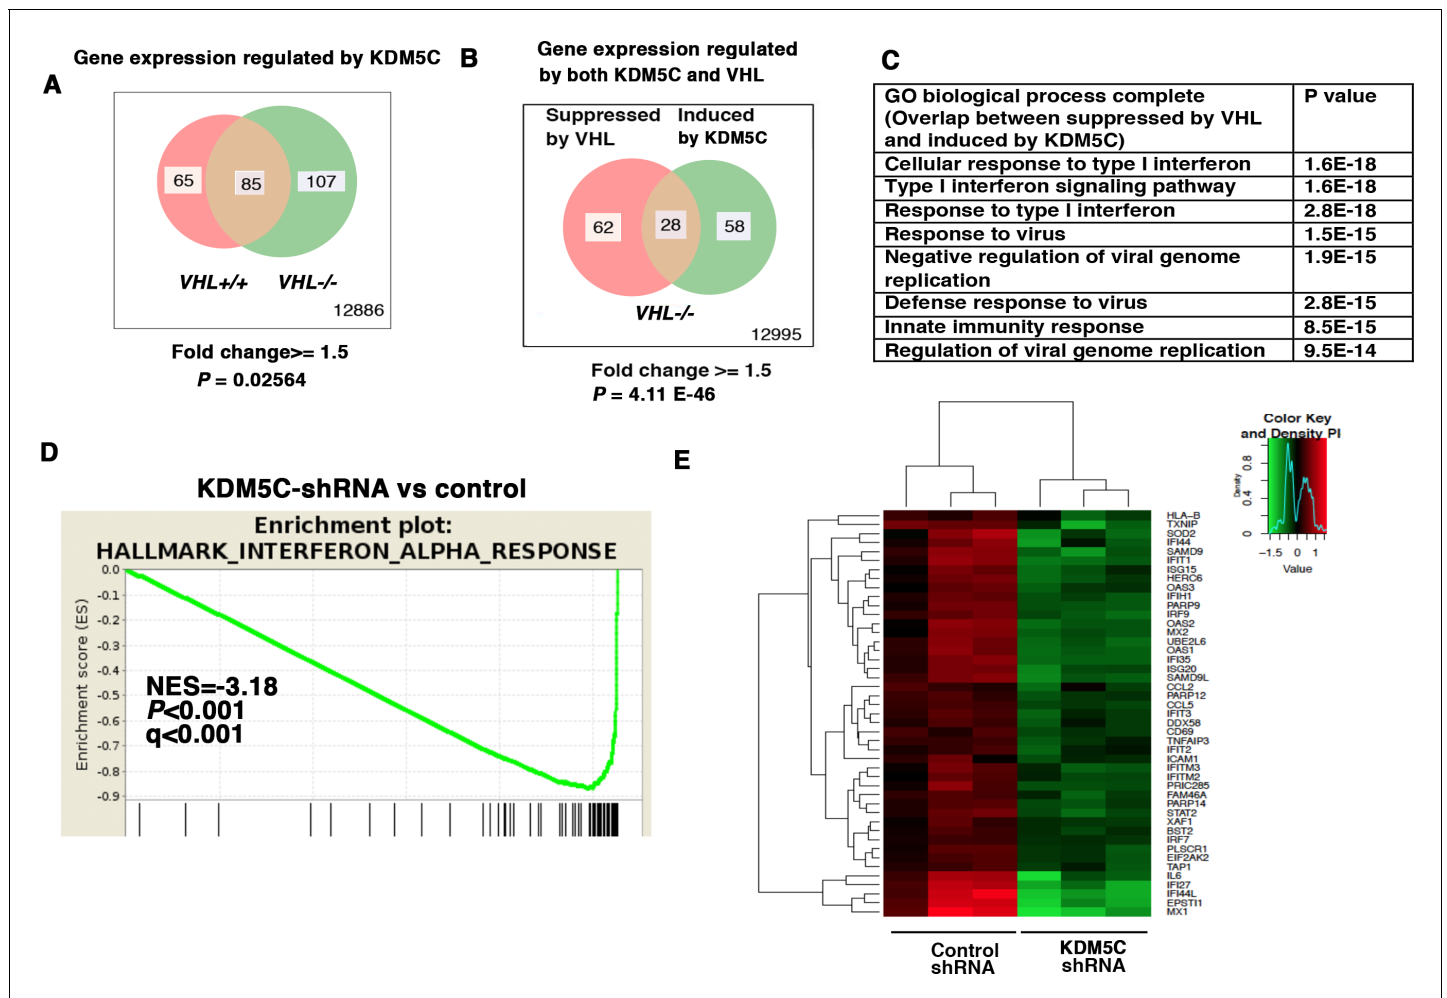 Gene expression regulated by KDM5C
A
65
85
107
VHL+/+
VHL-/-
12886
Fold change>= 1.5
P = 0.02564
B
Gene expression regulated
by both KDM5C and VHL
Suppressed
by VHL
Induced
by KDM5C
62
28
58
VHL-/-
12995
Fold change >= 1.5
P = 4.11 E-46
C
GO biological process complete
(Overlap between suppressed by VHL
and induced by KDM5C)
P value
Cellular response to type I interferon
1.6E-18
Type I interferon signaling pathway
1.6E-18
Response to type I interferon
2.8E-18
Response to virus
1.5E-15
Negative regulation of viral genome
replication
1.9E-15
Defense response to virus
2.8E-15
Innate immunity response
8.5E-15
Regulation of viral genome replication
9.5E-14
D
KDM5C-shRNA vs control
Enrichment plot:
HALLMARK_INTERFERON_ALPHA_RESPONSE
Enrichment score (ES)
0.0
-0.1
-0.2
-0.3
-0.4
-0.5
-0.6
-0.7
-0.8
-0.9
NES=-3.18
P<0.001
q<0.001
E
Color Key
and Density Pl
Density
0
0.4
0.8
-1.5 0 1
Value
HLA-B
TXNIP
SOD2
IFI44
SAMD9
IFIT1
ISG15
HERC6
OAS3
IFIH1
PARP9
IRF9
OAS2
MX2
UBE2L6
OAS1
IFI35
ISG20
SAMD9L
CCL2
PARP12
CCL5
IFIT3
DDX58
CD69
TNFAIP3
IFIT2
ICAM1
IFITM3
IFITM2
PRIC285
FAM46A
PARP14
STAT2
XAF1
BST2
IRF7
PLSCR1
EIF2AK2
TAP1
IL6
IFI27
IFI44L
EPSTI1
MX1
Control
shRNA
KDM5C
shRNA